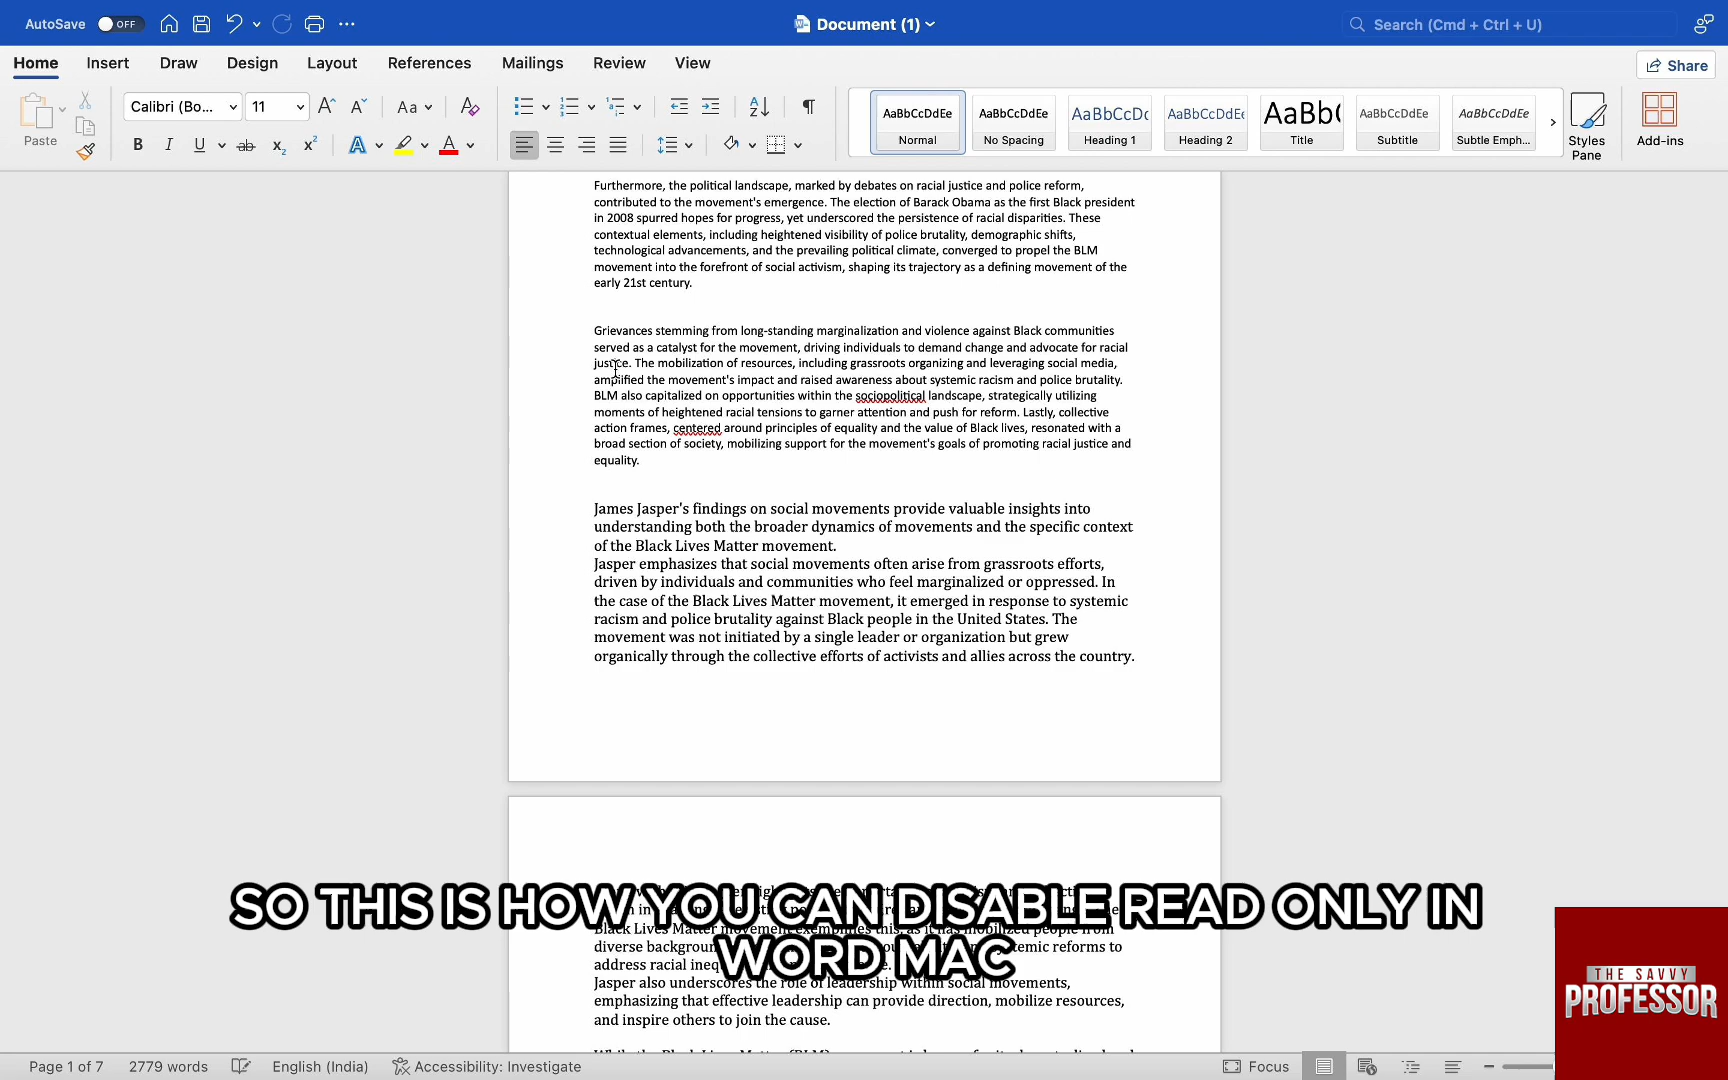 AutoSave OFF Document (1) Search (Cmd + Ctrl + U)
Home Insert Draw Design Layout References Mailings Review View Share
Paste Calibri (Bo... 11 Aa
AaBbCcDdEe AaBbCcDdEe AaBbCcDc AaBbCcDdEe AaBb( AaBbCcDdEe AaBbCcDdEe
Normal No Spacing Heading 1 Heading 2 Title Subtitle Subtle Emph... Styles Pane Add-ins
Furthermore, the political landscape, marked by debates on racial justice and police reform,
contributed to the movement's emergence. The election of Barack Obama as the first Black president
in 2008 spurred hopes for progress, yet underscored the persistence of racial disparities. These
contextual elements, including heightened visibility of police brutality, demographic shifts,
technological advancements, and the prevailing political climate, converged to propel the BLM
movement into the forefront of social activism, shaping its trajectory as a defining movement of the
early 21st century.
Grievances stemming from long-standing marginalization and violence against Black communities
served as a catalyst for the movement, driving individuals to demand change and advocate for racial
justice. The mobilization of resources, including grassroots organizing and leveraging social media,
amplified the movement's impact and raised awareness about systemic racism and police brutality.
BLM also capitalized on opportunities within the sociopolitical landscape, strategically utilizing
moments of heightened racial tensions to garner attention and push for reform. Lastly, collective
action frames, centered around principles of equality and the value of Black lives, resonated with a
broad section of society, mobilizing support for the movement's goals of promoting racial justice and
equality.
James Jasper's findings on social movements provide valuable insights into
understanding both the broader dynamics of movements and the specific context
of the Black Lives Matter movement.
Jasper emphasizes that social movements often arise from grassroots efforts,
driven by individuals and communities who feel marginalized or oppressed. In
the case of the Black Lives Matter movement, it emerged in response to systemic
racism and police brutality against Black people in the United States. The
movement was not initiated by a single leader or organization but grew
organically through the collective efforts of activists and allies across the country.
SO THIS IS HOW YOU CAN DISABLE READ ONLY IN
WORD MAC
Black Lives Matter movement exemplifies this, as it has mobilized people from
diverse reforms to
address racial
Jasper also underscores the role of leadership within social movements,
emphasizing that effective leadership can provide direction, mobilize resources,
and inspire others to join the cause.
THE SAVVY
PROFESSOR
Page 1 of 7 2779 words English (India) Accessibility: Investigate Focus